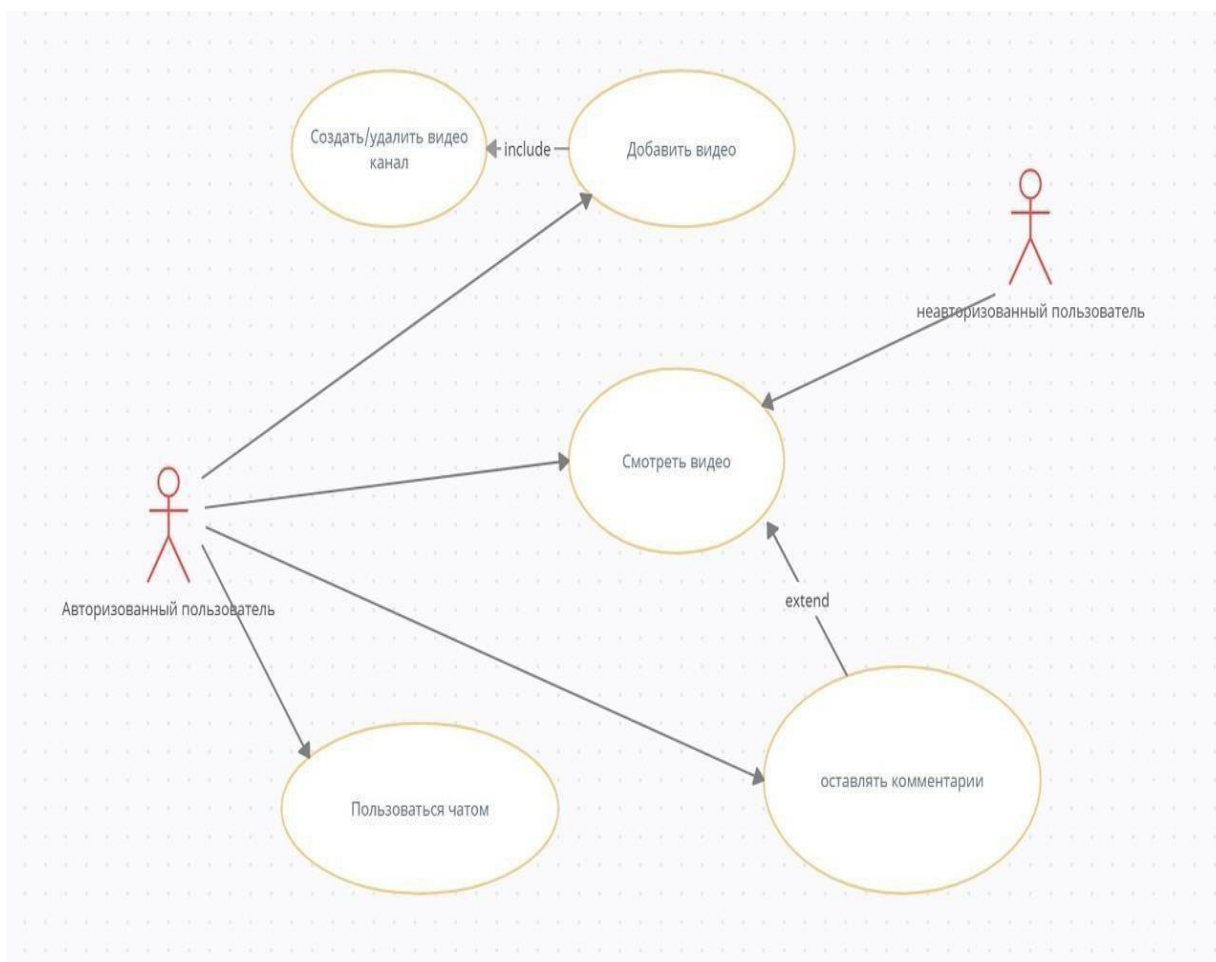 Создать/удалить видео
канал
include
Добавить видео
неавторизованный пользователь
Смотреть видео
Авторизованный пользователь
extend
оставлять комментарии
Пользоваться чатом